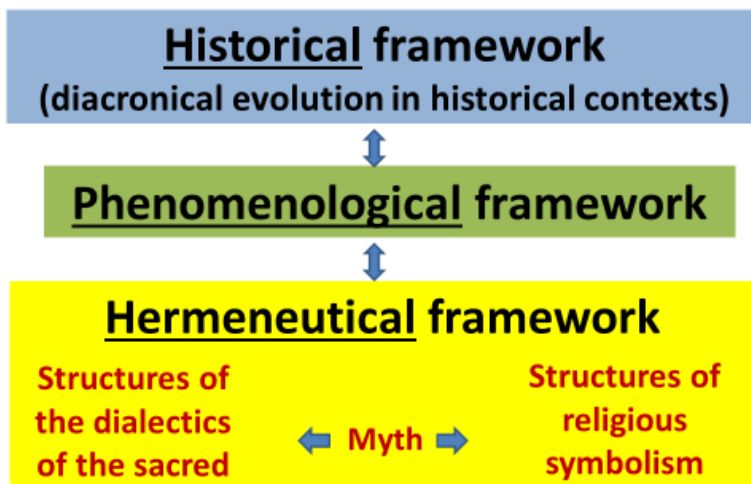 Historical framework
(diacronical evolution in historical contexts)
Phenomenological framework
Hermeneutical framework
Structures of
the dialectics
of the sacred
Myth
Structures of
religious
symbolism